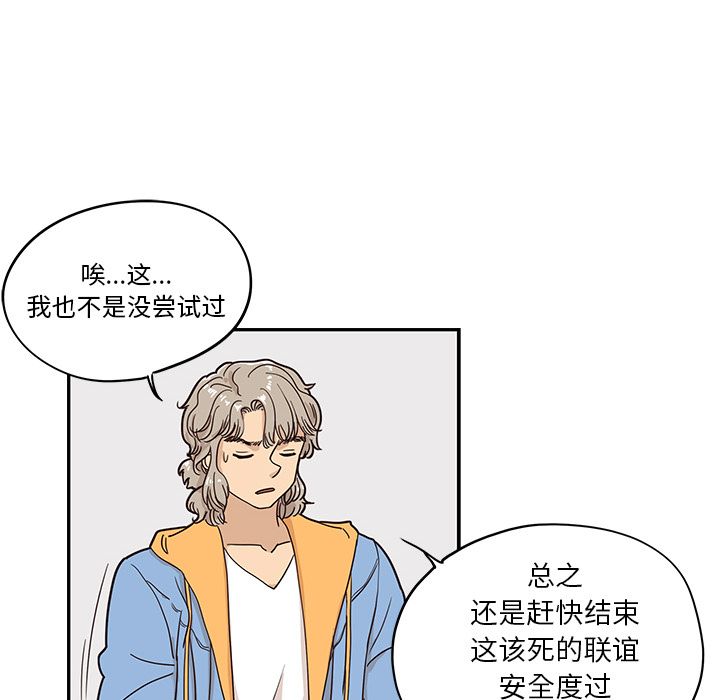 唉...这...
我也不是没尝试过
总之
还是赶快结束
这该死的联谊
安全度过